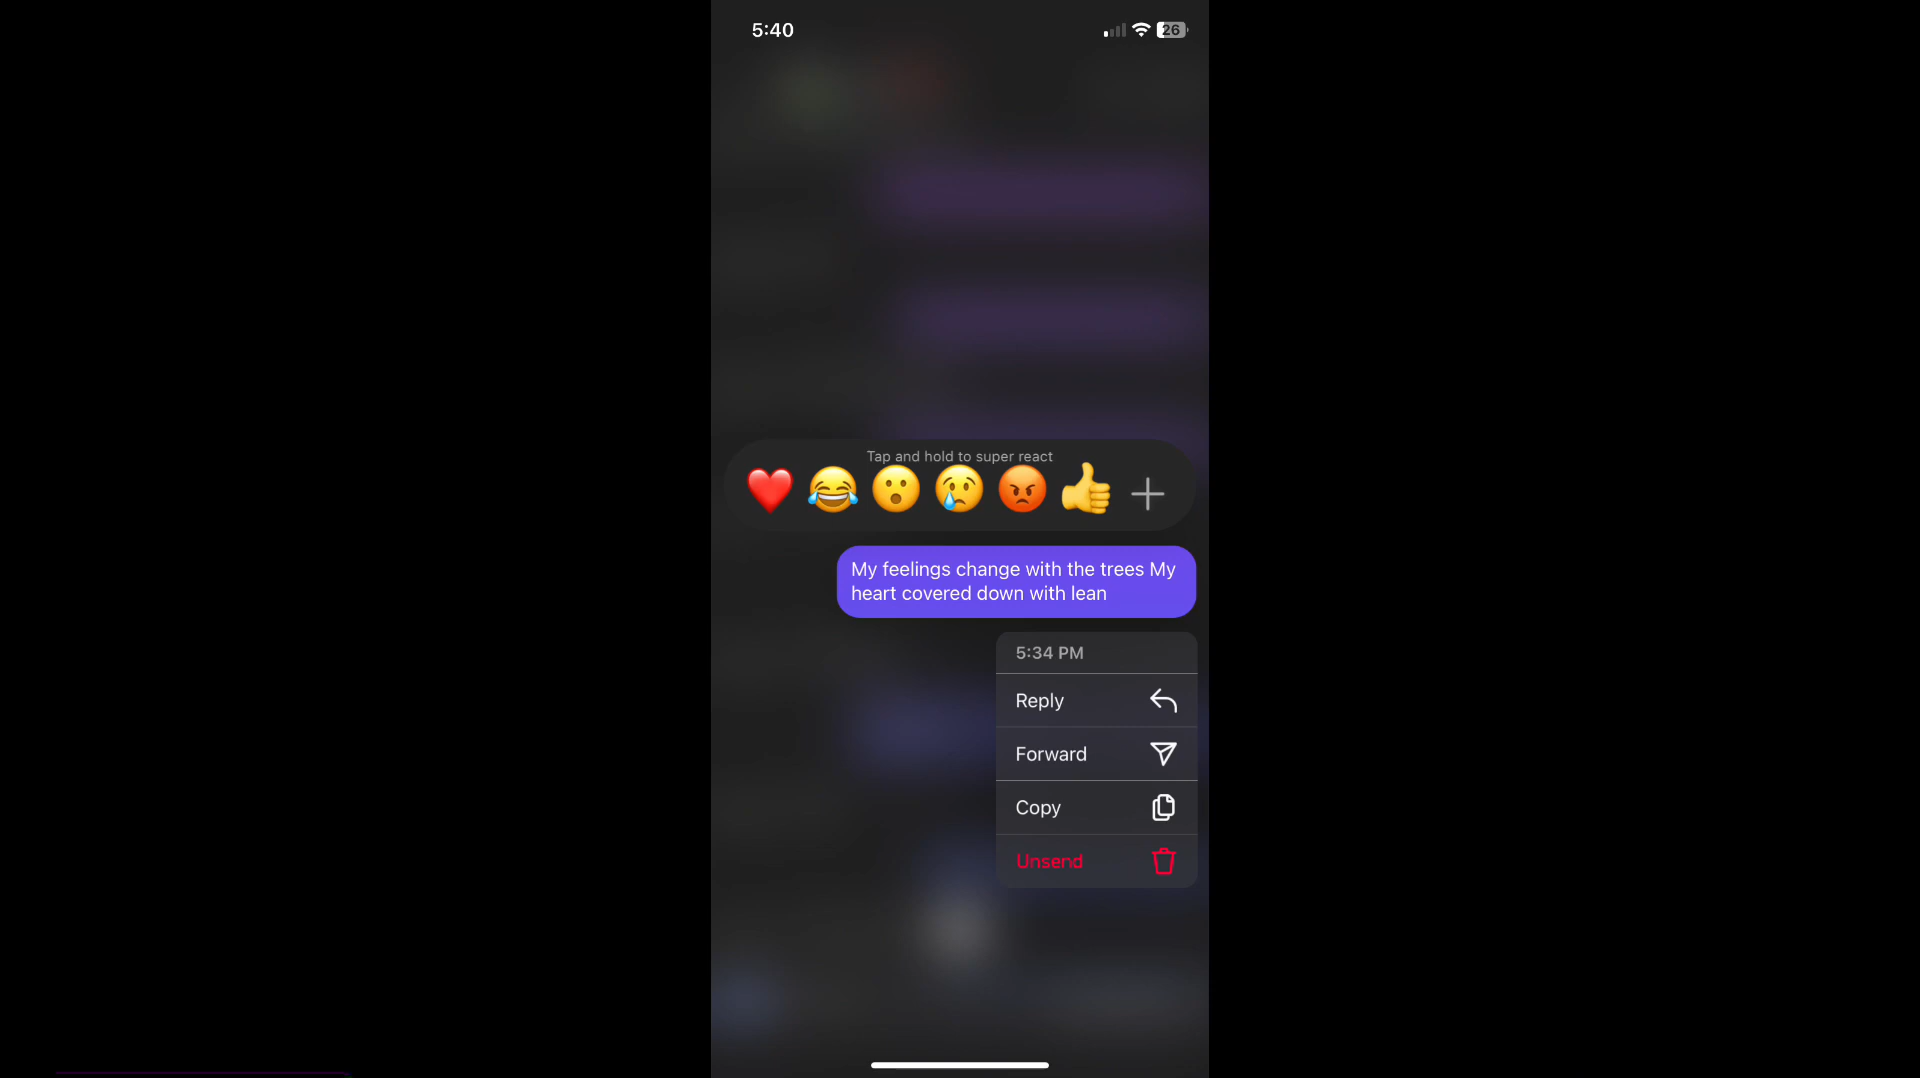 5:40
26
Tap and hold to super react
My feelings change with the trees My
heart covered down with lean
5:34 PM
Reply
Forward
Copy
Unsend